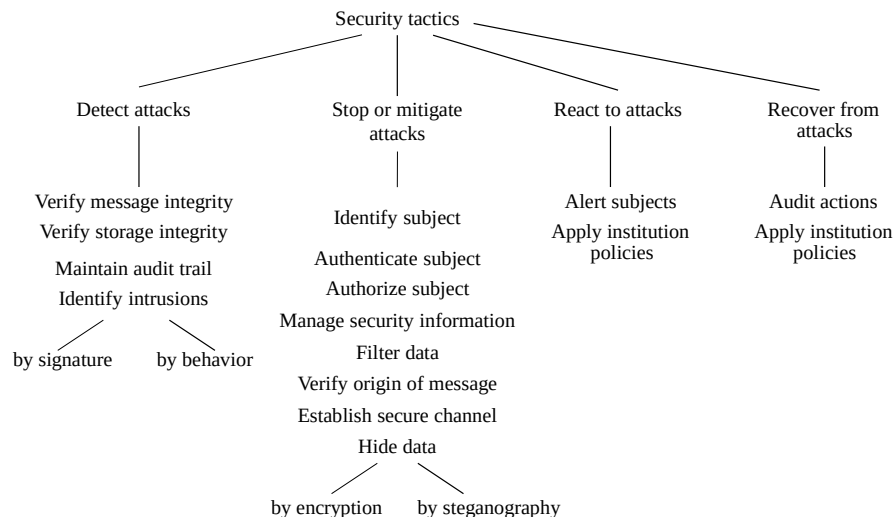 Security tactics
Detect attacks
Stop or mitigate
attacks
React to attacks
Recover from
attacks
Verify message integrity
Verify storage integrity
Maintain audit trail
Identify intrusions
by signature
by behavior
Identify subject
Authenticate subject
Authorize subject
Manage security information
Filter data
Verify origin of message
Establish secure channel
Hide data
by encryption
by steganography
Alert subjects
Apply institution
policies
Audit actions
Apply institution
policies